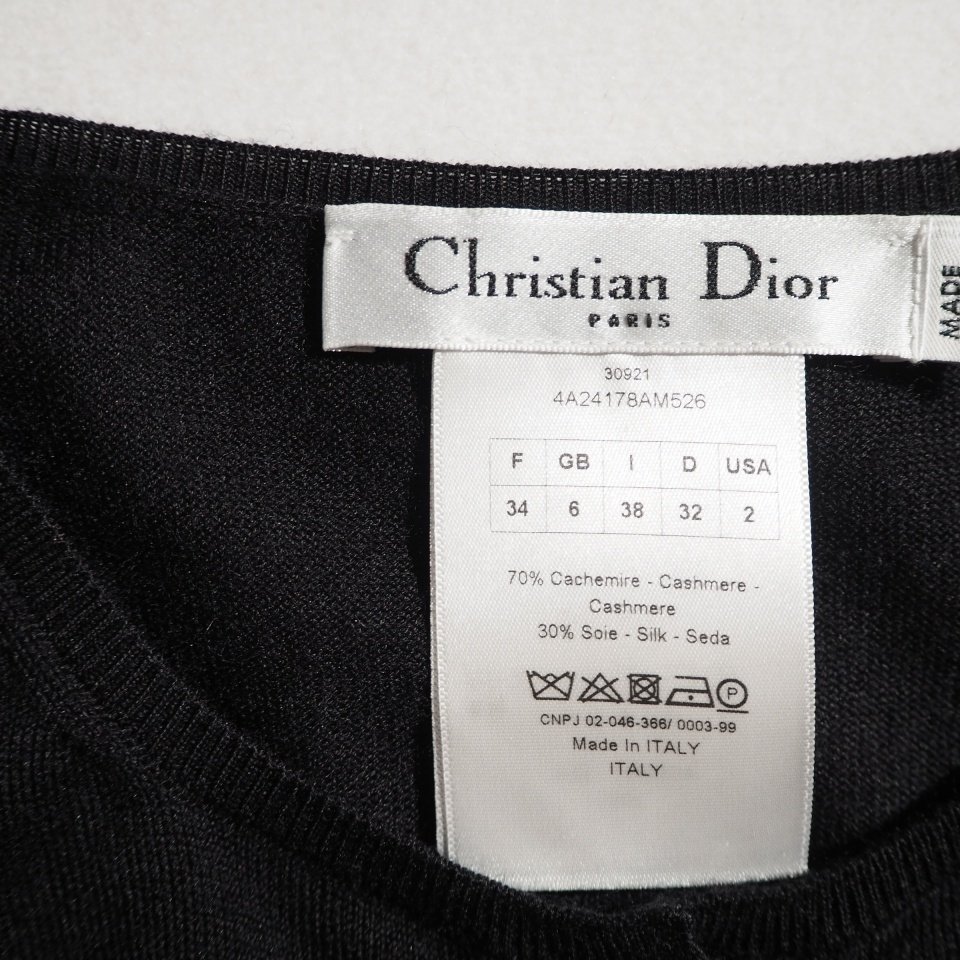 Christian Dior
PARIS
MADE
30921
4A24178AM526
F GB I D USA
34 6 38 32 2
70% Cachemire - Cashmere -
Cashmere
30% Soie - Silk - Seda
P
CNPJ 02-046-366/ 0003-99
Made In ITALY
ITALY